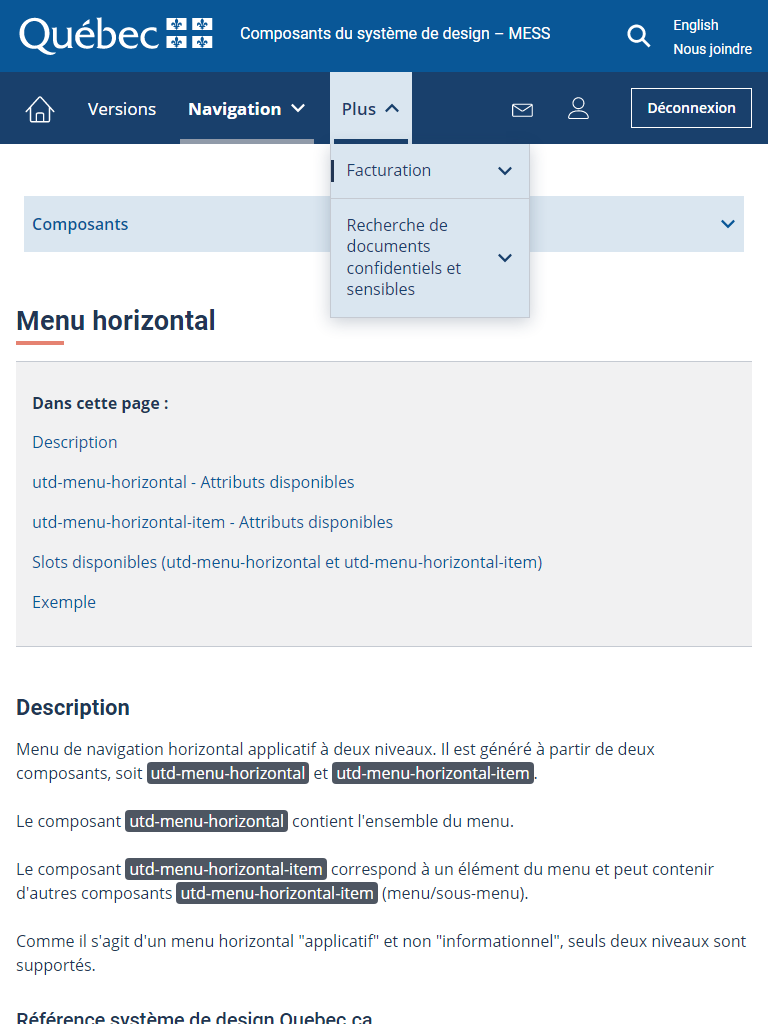 Québec
Composants du système de design – MESS
English
Nous joindre
Versions
Navigation
Plus
Déconnexion
Facturation
Recherche de
documents
confidentiels et
sensibles
Composants
Menu horizontal
Dans cette page :
Description
utd-menu-horizontal - Attributs disponibles
utd-menu-horizontal-item - Attributs disponibles
Slots disponibles (utd-menu-horizontal et utd-menu-horizontal-item)
Exemple
Description
Menu de navigation horizontal applicatif à deux niveaux. Il est généré à partir de deux
composants, soit utd-menu-horizontal et utd-menu-horizontal-item.
Le composant utd-menu-horizontal contient l'ensemble du menu.
Le composant utd-menu-horizontal-item correspond à un élément du menu et peut contenir
d'autres composants utd-menu-horizontal-item (menu/sous-menu).
Comme il s'agit d'un menu horizontal "applicatif" et non "informationnel", seuls deux niveaux sont
supportés.
Référence système de design Quebec.ca